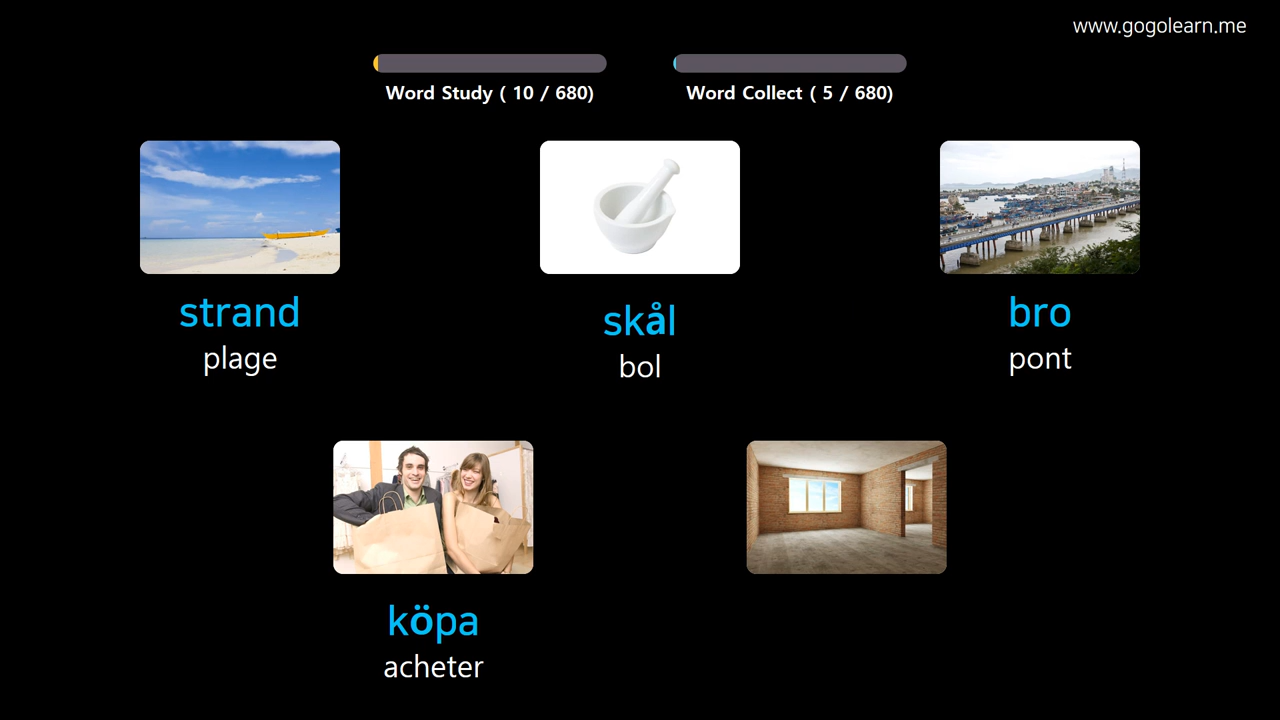 www.gogolearn.me
Word Study ( 10 / 680)
Word Collect ( 5 / 680)
strand
plage
skål
bol
bro
pont
köpa
acheter